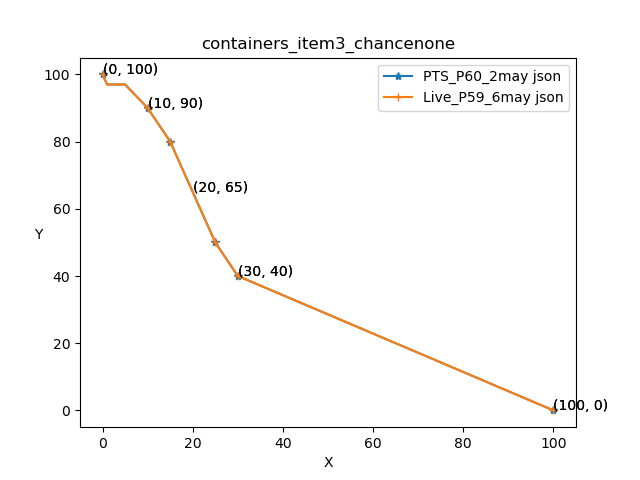 containers_item3_chancenone
PTS_P60_2may json
Live_P59_6may json
(0, 100)
(10, 90)
(20, 65)
(30, 40)
(100, 0)
Y
100
80
60
40
20
0
0 20 40 60 80 100
X